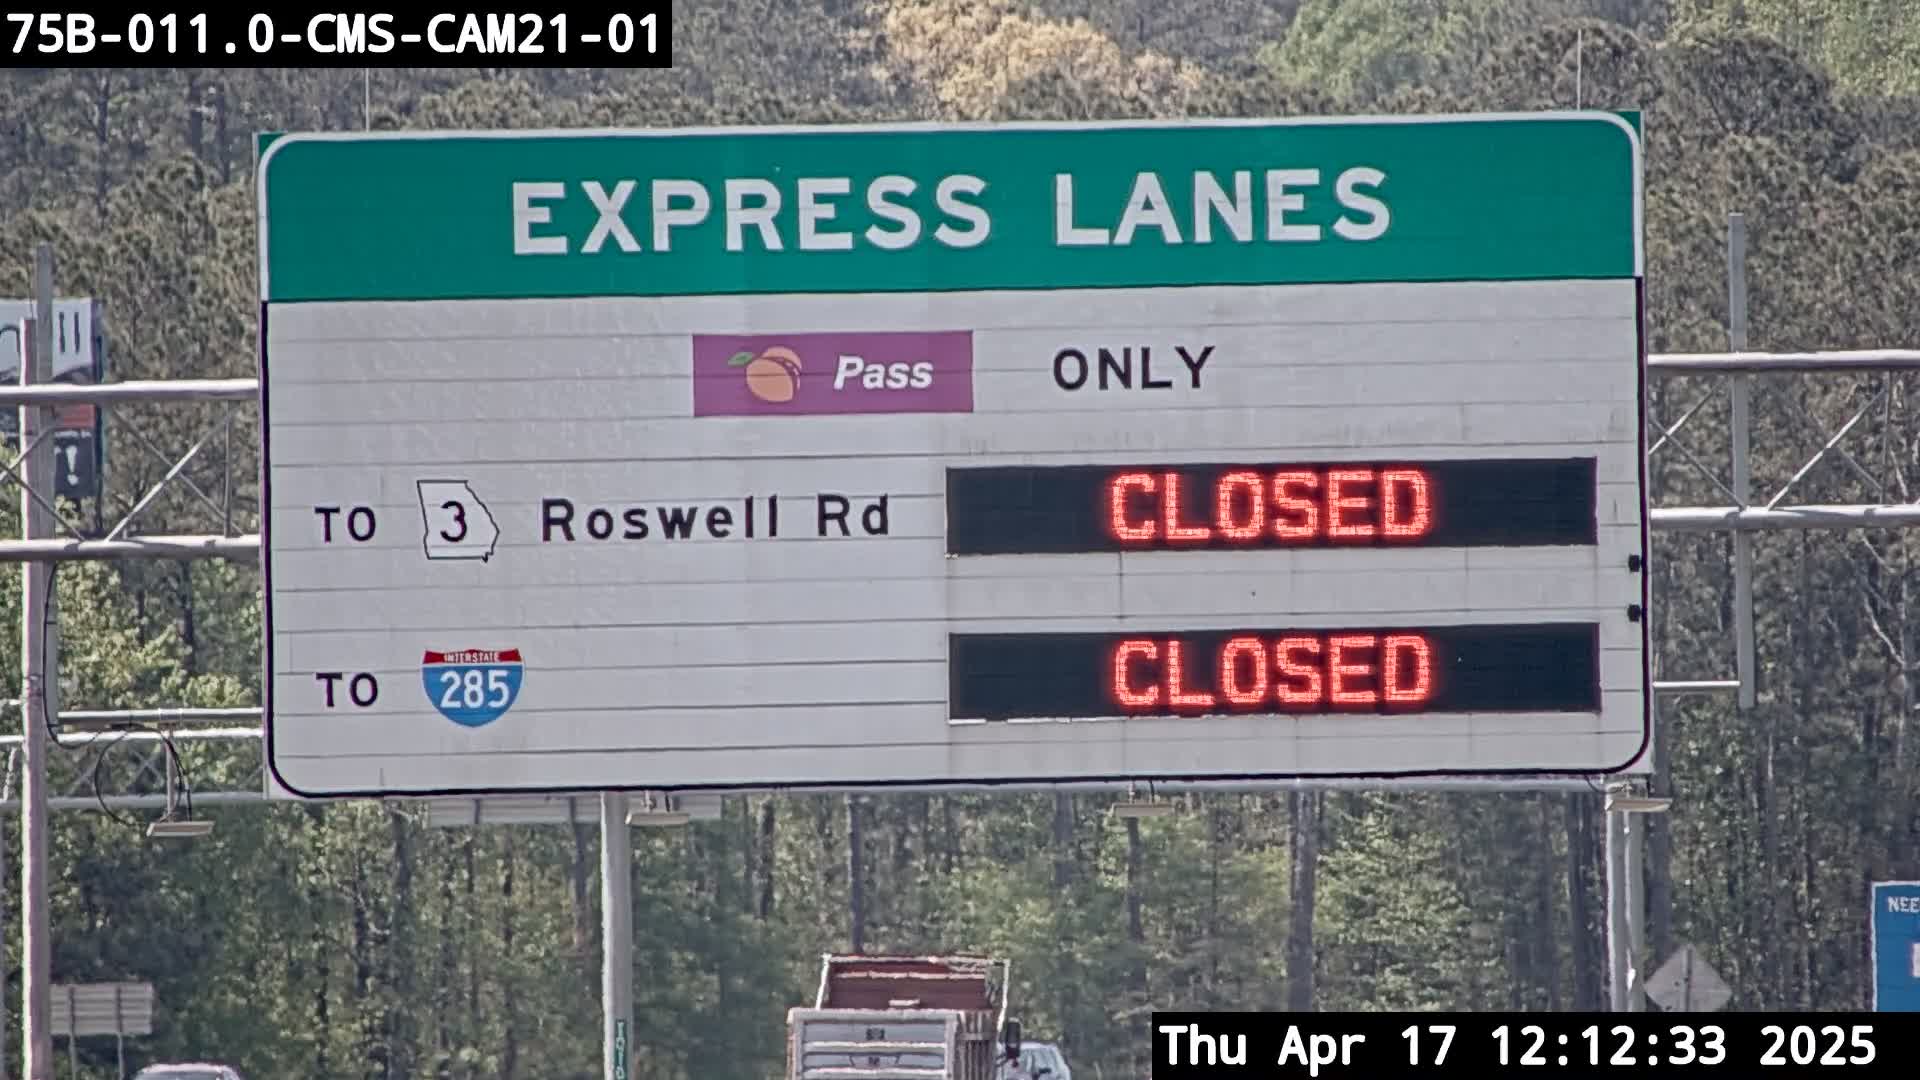 75B-011.0-CMS-CAM21-01
EXPRESS LANES
Pass ONLY
TO 3 Roswell Rd CLOSED
TO INTERSTATE 285 CLOSED
NEE
Thu Apr 17 12:12:33 2025